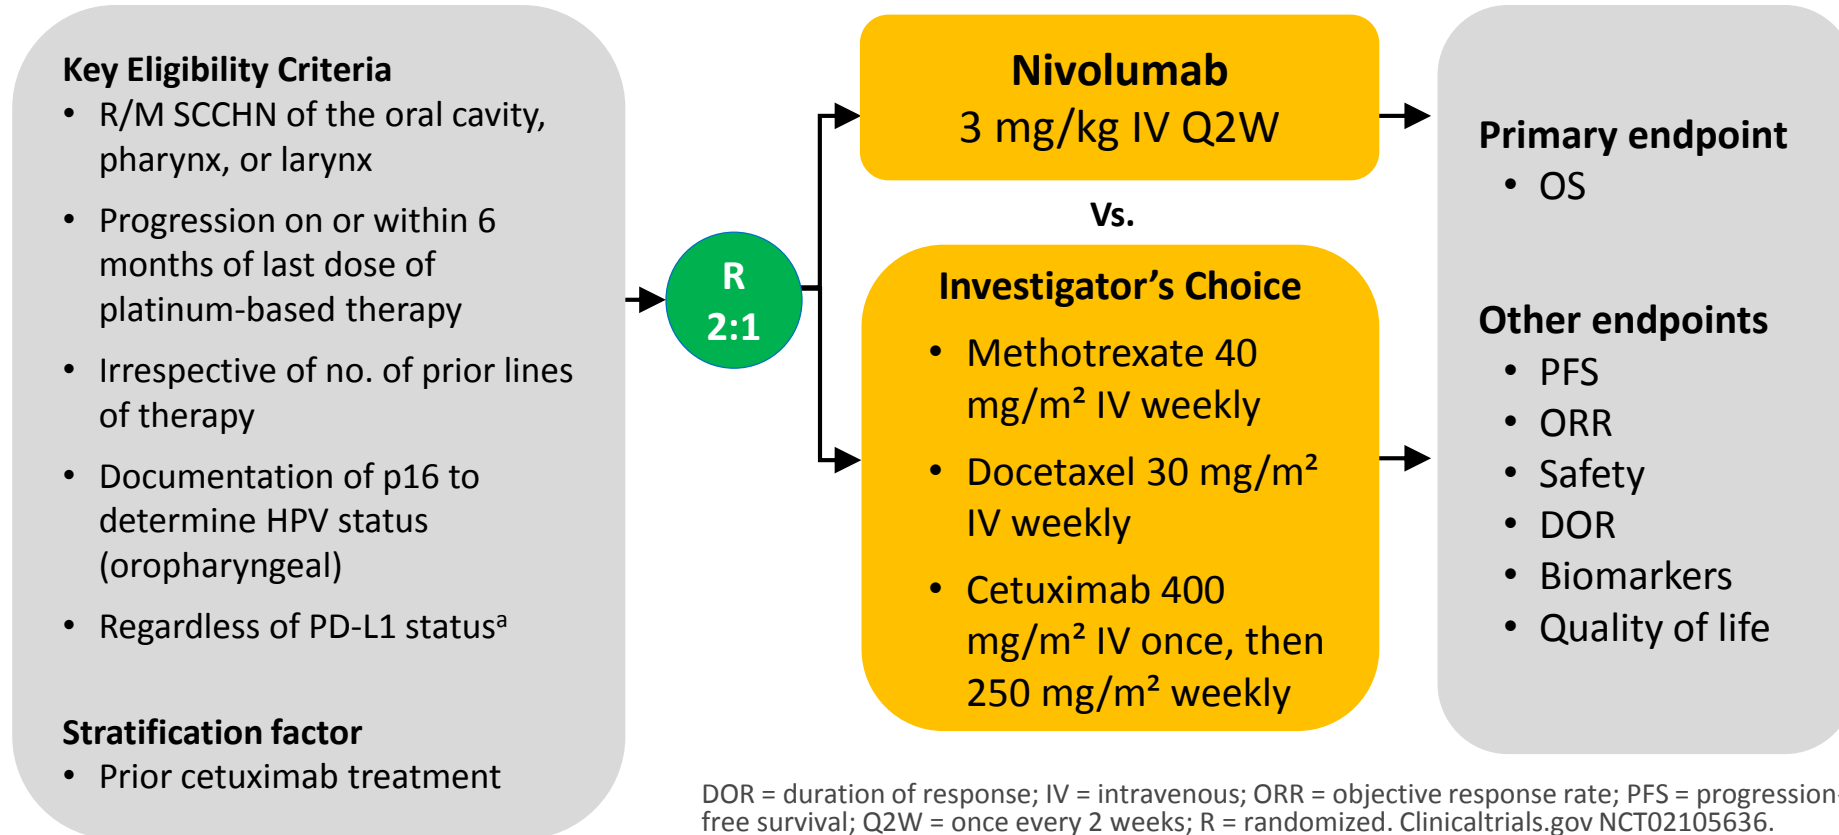 Key Eligibility Criteria
• R/M SCCHN of the oral cavity,
pharynx, or larynx
• Progression on or within 6
months of last dose of
platinum-based therapy
• Irrespective of no. of prior lines
of therapy
• Documentation of p16 to
determine HPV status
(oropharyngeal)
• Regardless of PD-L1 statusᵃ
Stratification factor
• Prior cetuximab treatment
R
2:1
Nivolumab
3 mg/kg IV Q2W
Vs.
Investigator’s Choice
• Methotrexate 40
mg/m² IV weekly
• Docetaxel 30 mg/m²
IV weekly
• Cetuximab 400
mg/m² IV once, then
250 mg/m² weekly
Primary endpoint
• OS
Other endpoints
• PFS
• ORR
• Safety
• DOR
• Biomarkers
• Quality of life
DOR = duration of response; IV = intravenous; ORR = objective response rate; PFS = progression-
free survival; Q2W = once every 2 weeks; R = randomized. Clinicaltrials.gov NCT02105636.